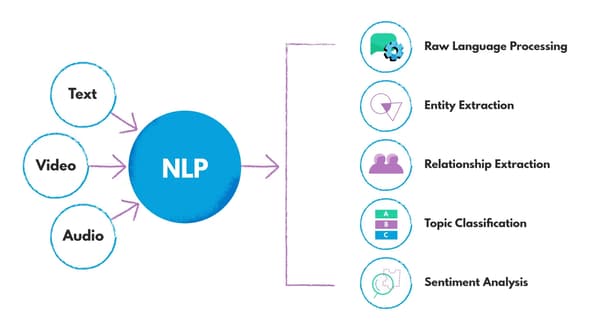 Text
Video
Audio
NLP
Raw Language Processing
Entity Extraction
Relationship Extraction
A
B
C
Topic Classification
Sentiment Analysis